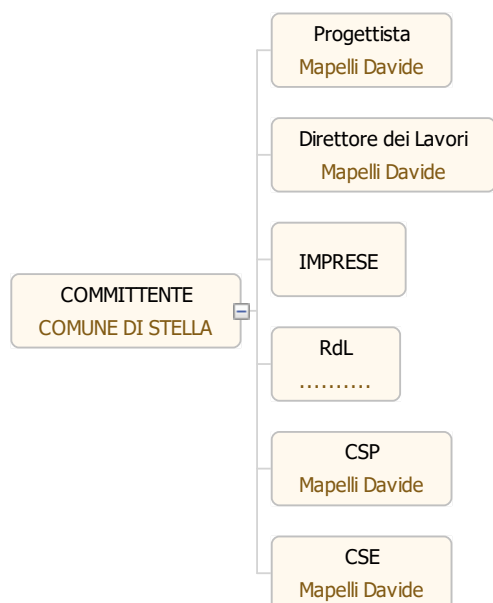 Progettista
Mapelli Davide
Direttore dei Lavori
Mapelli Davide
IMPRESE
COMMITTENTE
COMUNE DI STELLA
RdL
..........
CSP
Mapelli Davide
CSE
Mapelli Davide